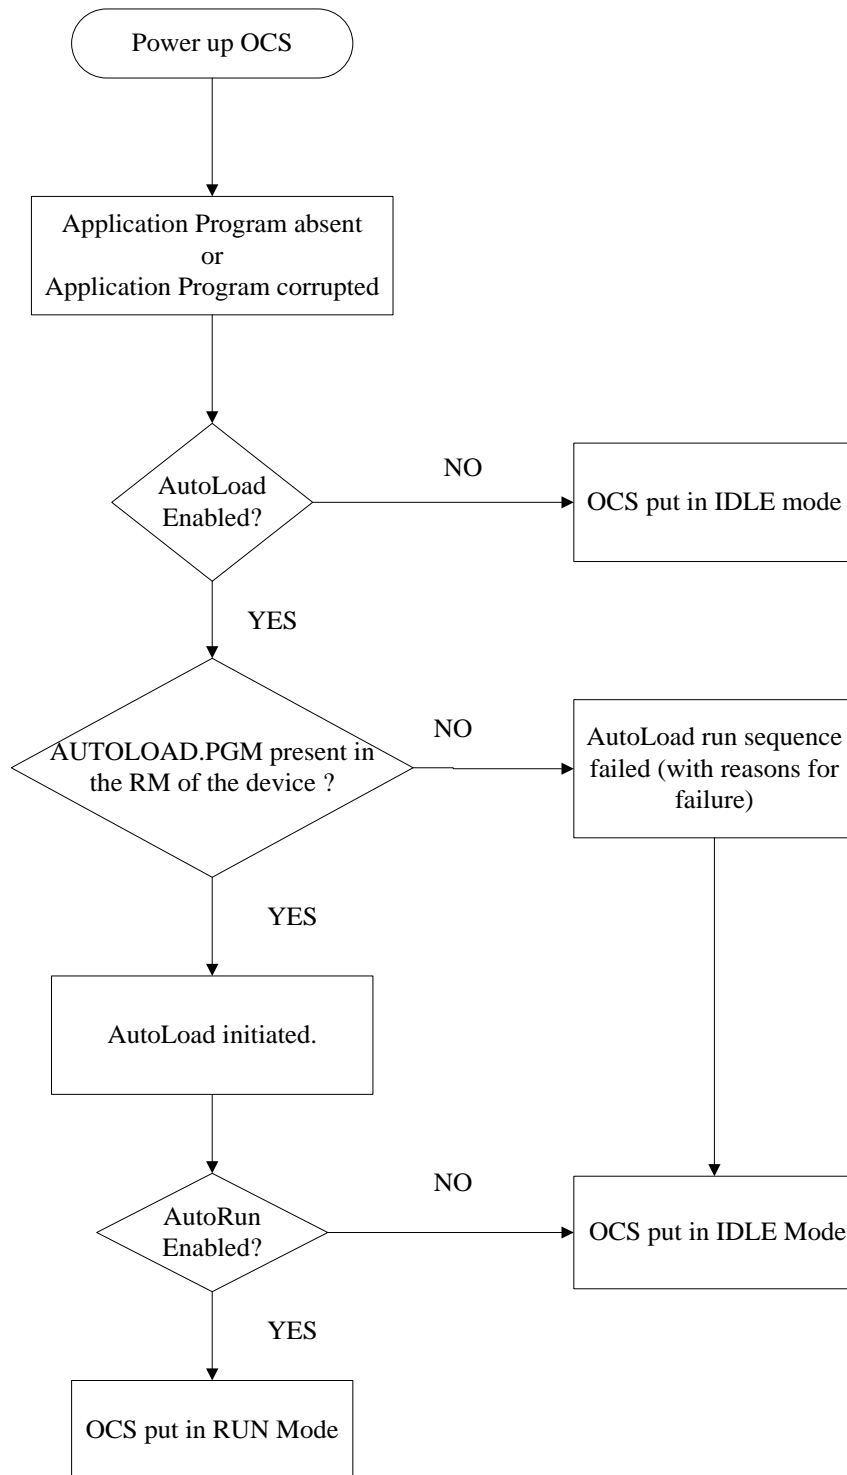 Power up OCS
Application Program absent
or
Application Program corrupted
AutoLoad
Enabled?
NO
OCS put in IDLE mode
YES
AUTOLOAD.PGM present in
the RM of the device ?
NO
AutoLoad run sequence
failed (with reasons for
failure)
YES
AutoLoad initiated.
AutoRun
Enabled?
NO
OCS put in IDLE Mode
YES
OCS put in RUN Mode